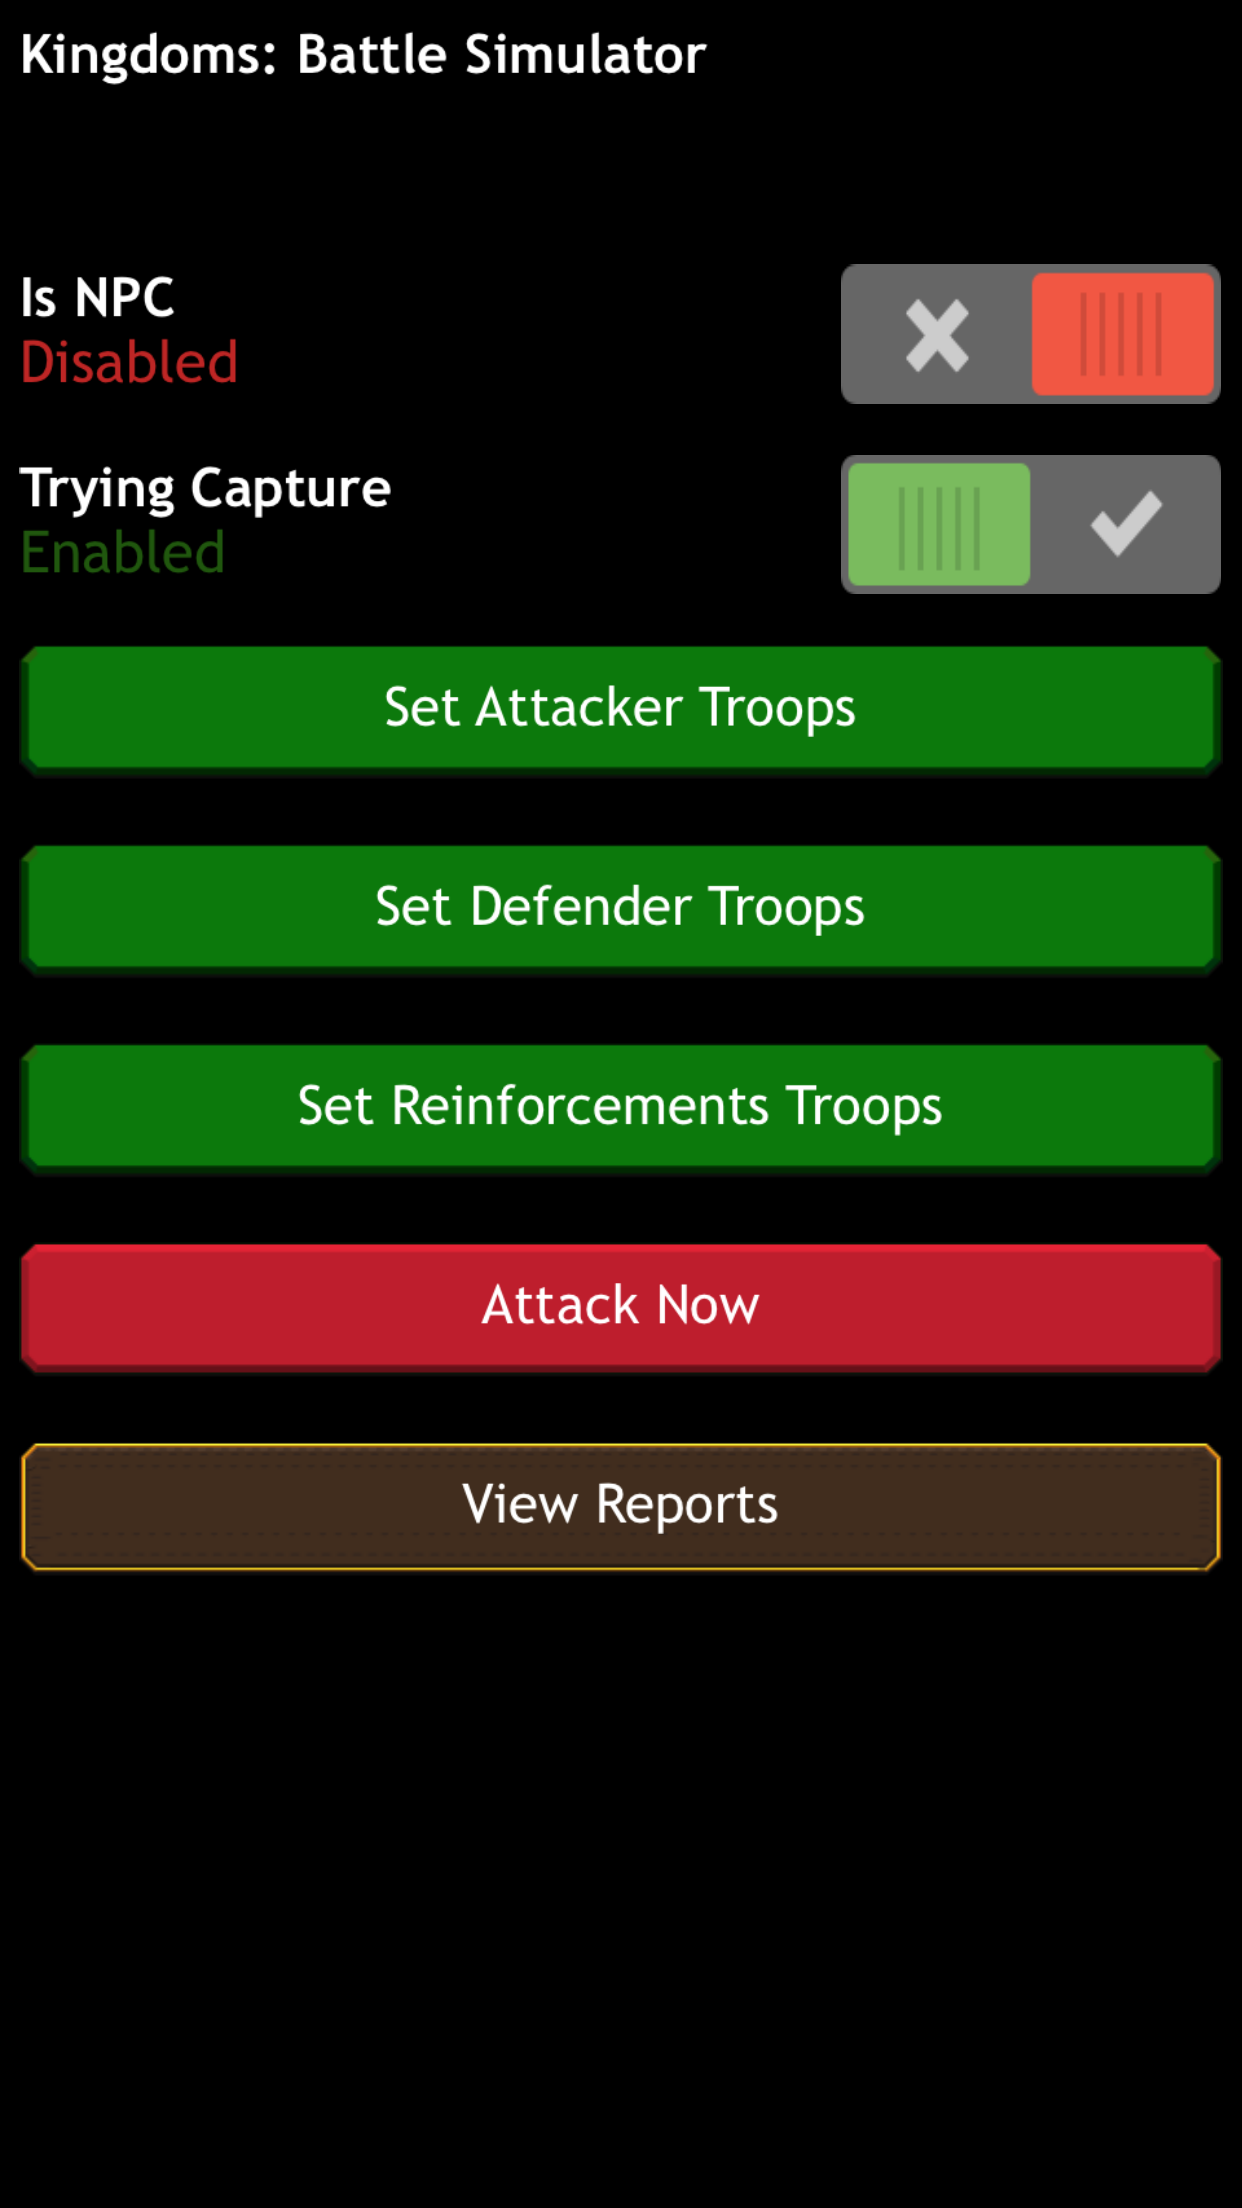 Kingdoms: Battle Simulator
Is NPC
Disabled
Trying Capture
Enabled
Set Attacker Troops
Set Defender Troops
Set Reinforcements Troops
Attack Now
View Reports